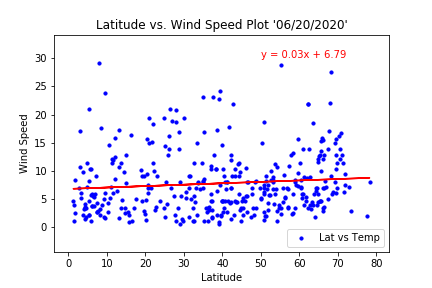 Latitude vs. Wind Speed Plot '06/20/2020'
y = 0.03x + 6.79
30
25
20
15
10
5
0
Wind Speed
Lat vs Temp
0 10 20 30 40 50 60 70 80
Latitude